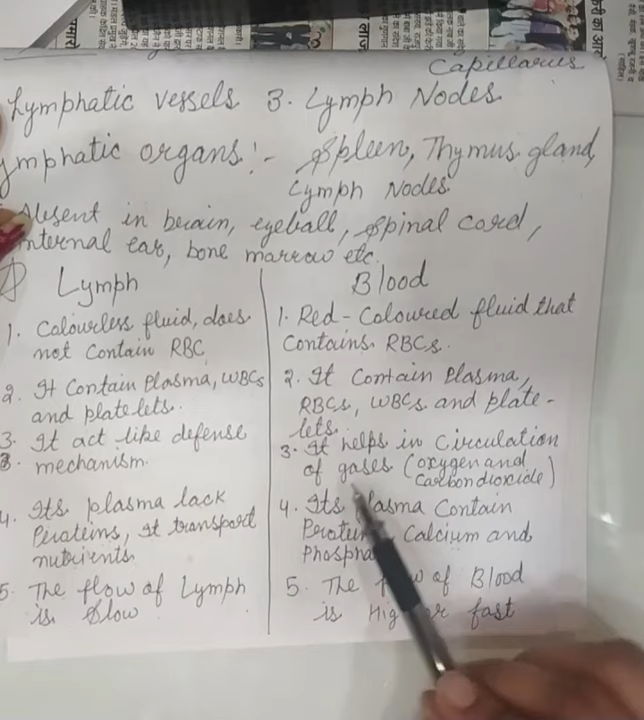 Capillarus
Lymphatic vessels 3. Lymph Nodes
ymphatic organs:- Spleen, Thymus gland,
Lymph Nodes
Absent in brain, eyeball, Spinal cord,
internal ear, bone marrow etc.
Lymph
1. Colourless fluid, does
not Contain RBC
2. It Contain Plasma, WBCs
and platelets.
3. It act like defense
3. mechanism.
4. Its plasma lack
Proteins, It transport
nutrients
5. The flow of Lymph
is Slow
Blood
1. Red-Coloured fluid that
Contains RBCs.
2. It Contain Plasma,
RBCs, WBCs and plate-
lets.
3. It helps in Circulation
of gases (oxygen and
Carbondioxide)
4. Its Plasma Contain
Calcium and
5. The of Blood
is fast